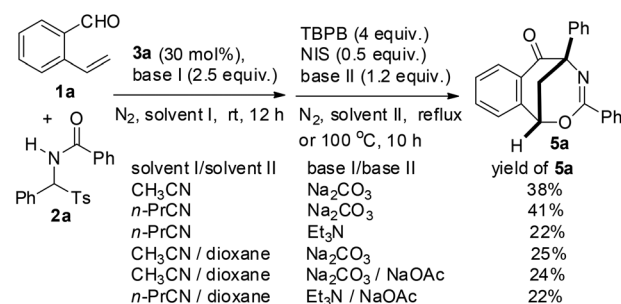 CHO
1a
+
H
N
O
Ph
Ph
Ts
2a
3a (30 mol%),
base I (2.5 equiv.)
N2, solvent I, rt, 12 h
TBPB (4 equiv.)
NIS (0.5 equiv.)
base II (1.2 equiv.)
N2, solvent II, reflux
or 100 °C, 10 h
O
Ph
N
H
O
Ph
5a
solvent I/solvent II base I/base II yield of 5a
CH3CN Na2CO3 38%
n-PrCN Na2CO3 41%
n-PrCN Et3N 22%
CH3CN / dioxane Na2CO3 25%
CH3CN / dioxane Na2CO3 / NaOAc 24%
n-PrCN / dioxane Et3N / NaOAc 22%